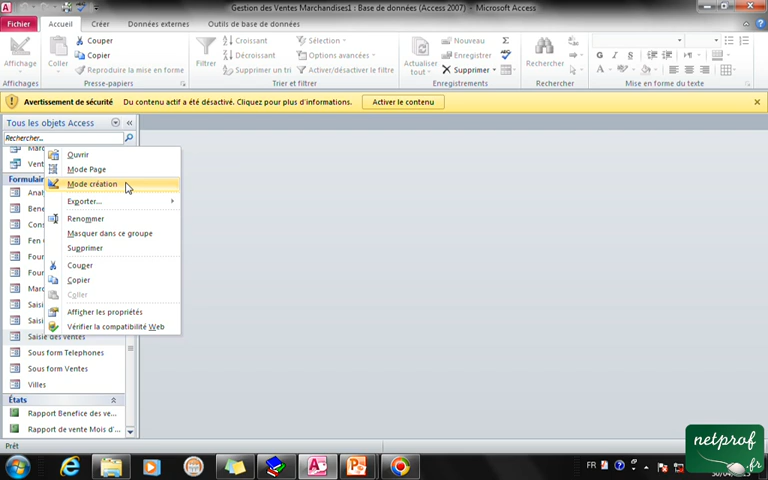 Gestion des Ventes Marchandises1 : Base de données (Access 2007) - Microsoft Access
Fichier Accueil Créer Données externes Outils de base de données
Affichage
Coller
Couper
Copier
Reproduire la mise en forme
Filtrer
Croissant
Décroissant
Supprimer un tri
Sélection
Options avancées
Activer/désactiver le filtre
Actualiser
tout
Nouveau
Enregistrer
Supprimer
Rechercher
G I S
Affichages Presse-papiers Trier et filtrer Enregistrements Rechercher Mise en forme du texte
Avertissement de sécurité Du contenu actif a été désactivé. Cliquez pour plus d'informations. Activer le contenu
Tous les objets Access
Rechercher...
Vent
Formulair
Ouvrir
Mode Page
Mode création
Exporter...
Renommer
Masquer dans ce groupe
Supprimer
Couper
Copier
Coller
Afficher les propriétés
Vérifier la compatibilité Web
Saisie des ventes
Sous form Telephones
Sous form Ventes
Villes
États
Rapport Benefice des ve...
Rapport de vente Mois d'...
Prêt
FR
netprof
.fr